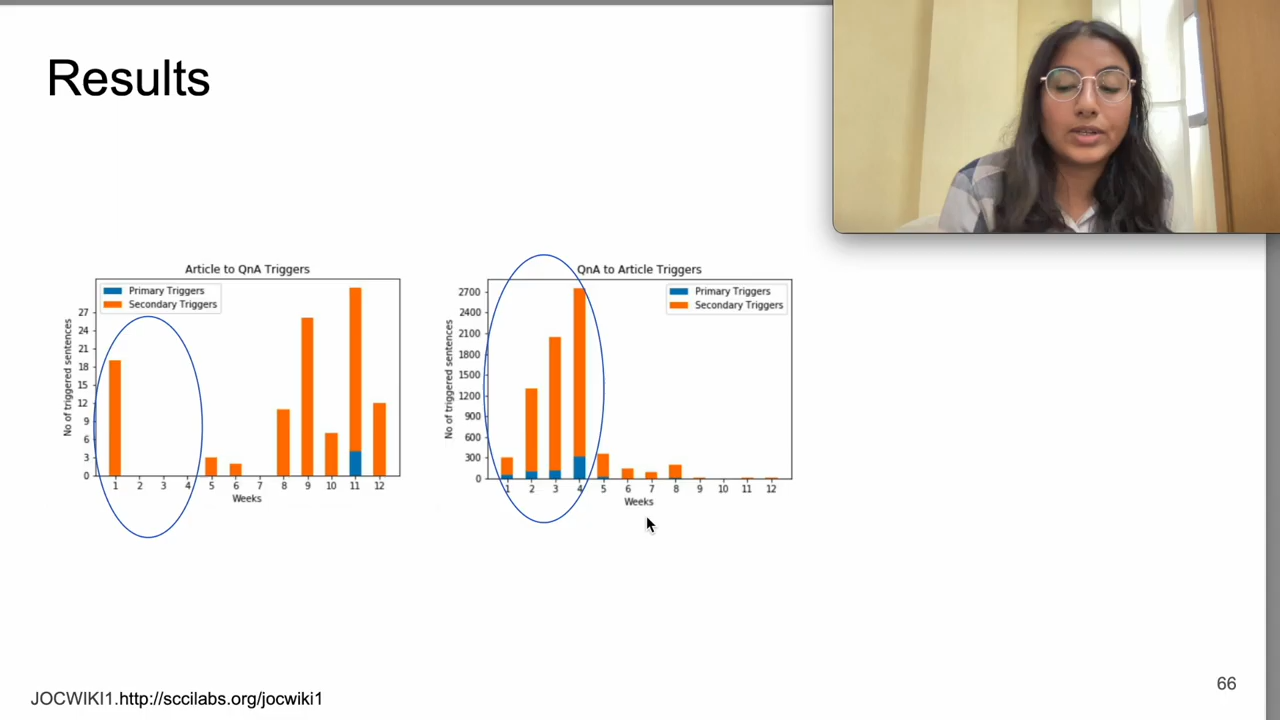 Results
Article to QnA Triggers
Primary Triggers
Secondary Triggers
No of triggered sentences
27
24
21
18
15
12
9
6
3
0
1 2 3 4 5 6 7 8 9 10 11 12
Weeks
QnA to Article Triggers
Primary Triggers
Secondary Triggers
No of triggered sentences
2700
2400
2100
1800
1500
1200
900
600
300
0
1 2 3 4 5 6 7 8 9 10 11 12
Weeks
66
JOCWIKI1.http://sccilabs.org/jocwiki1